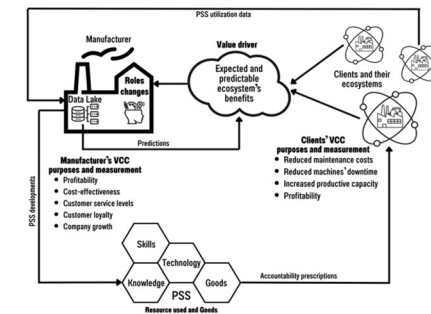 PSS utilization data
Manufacturer
Value driver
Roles
changes
Data Lake
Expected and
predictable
ecosystem's
benefits
Clients and their
ecosystems
Predictions
Manufacturer's VCC
purposes and measurement
• Profitability
• Cost-effectiveness
• Customer service levels
• Customer loyalty
• Company growth
Clients' VCC
purposes and measurement
• Reduced maintenance costs
• Reduced machines' downtime
• Increased productive capacity
• Profitability
PSS developments
Skills
Technology
Knowledge
Goods
PSS
Resource used and Goods
Accountability prescriptions